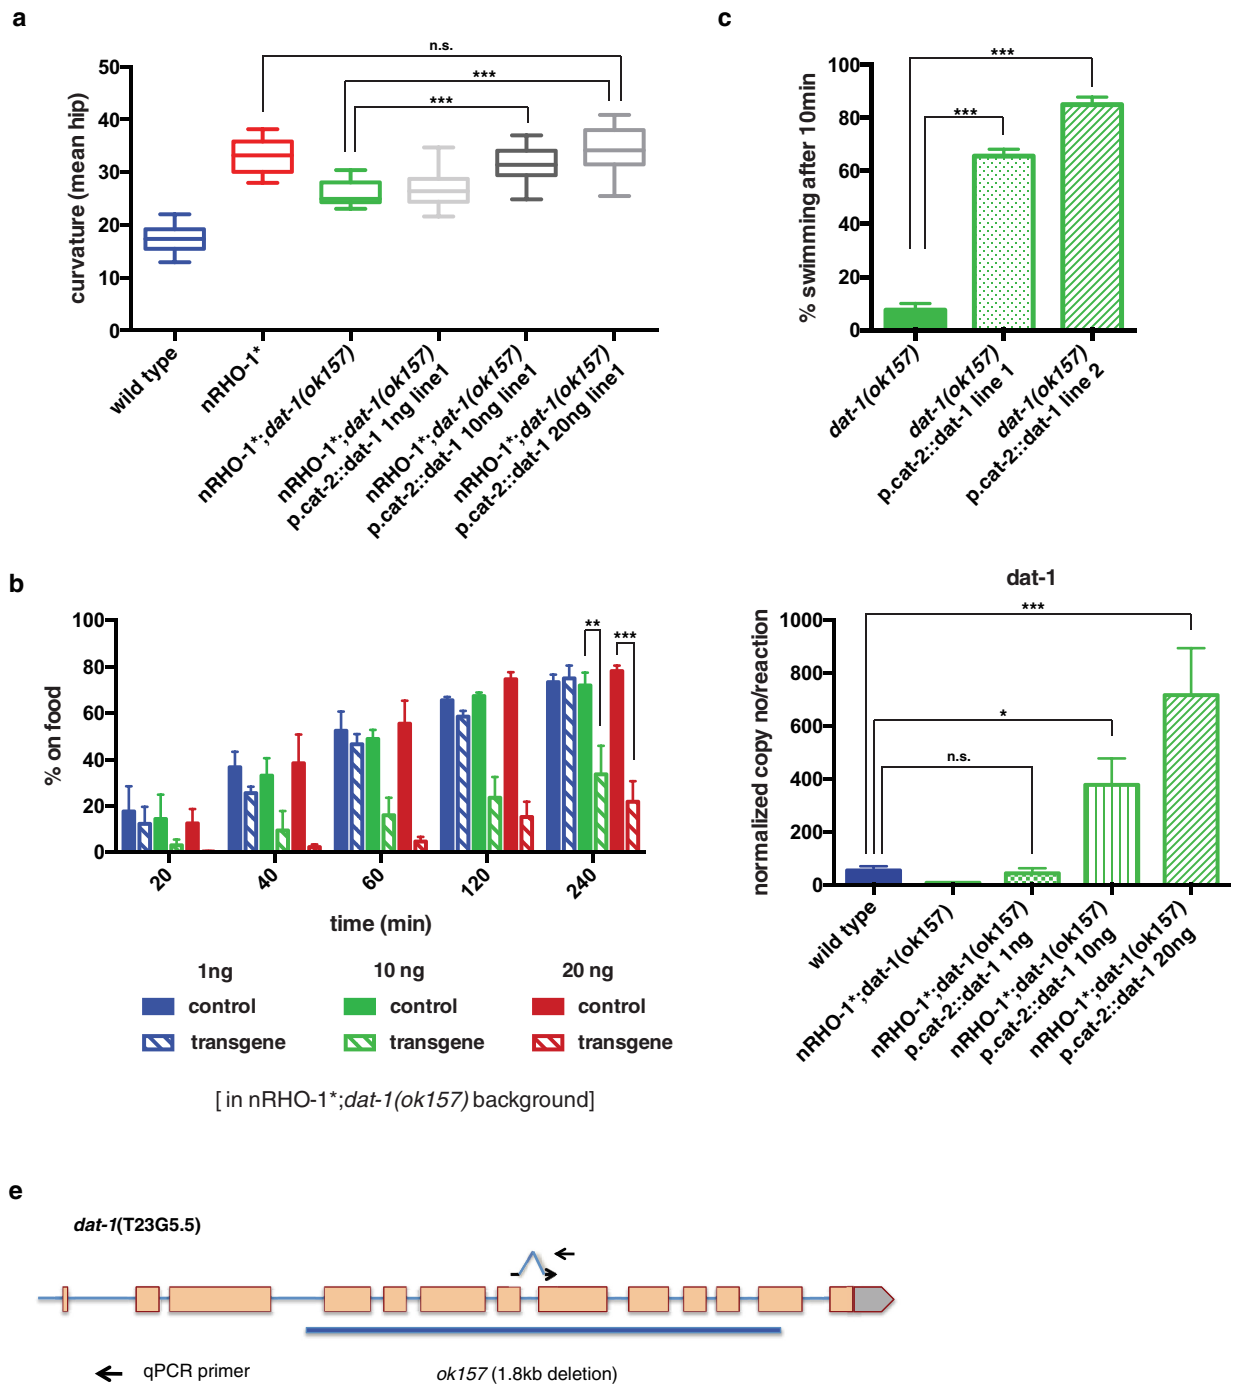 a
n.s.
***
***
50
40
30
20
10
0
curvature (mean hip)
wild type
nRHO-1*
nRHO-1*;dat-1(ok157)
nRHO-1*;dat-1(ok157)
p.cat-2::dat-1 1ng line1
nRHO-1*;dat-1(ok157)
p.cat-2::dat-1 10ng line1
nRHO-1*;dat-1(ok157)
p.cat-2::dat-1 20ng line1
c
***
***
100
80
60
40
20
0
% swimming after 10min
dat-1(ok157)
dat-1(ok157)
p.cat-2::dat-1 line 1
dat-1(ok157)
p.cat-2::dat-1 line 2
b
100
80
60
40
20
0
% on food
**
***
20
40
60
120
240
time (min)
1ng
10 ng
20 ng
control
control
control
transgene
transgene
transgene
[ in nRHO-1*;dat-1(ok157) background]
dat-1
***
*
n.s.
1000
800
600
400
200
0
normalized copy no/reaction
wild type
nRHO-1*;dat-1(ok157)
nRHO-1*;dat-1(ok157)
p.cat-2::dat-1 1ng
nRHO-1*;dat-1(ok157)
p.cat-2::dat-1 10ng
nRHO-1*;dat-1(ok157)
p.cat-2::dat-1 20ng
e
dat-1(T23G5.5)
qPCR primer
ok157 (1.8kb deletion)